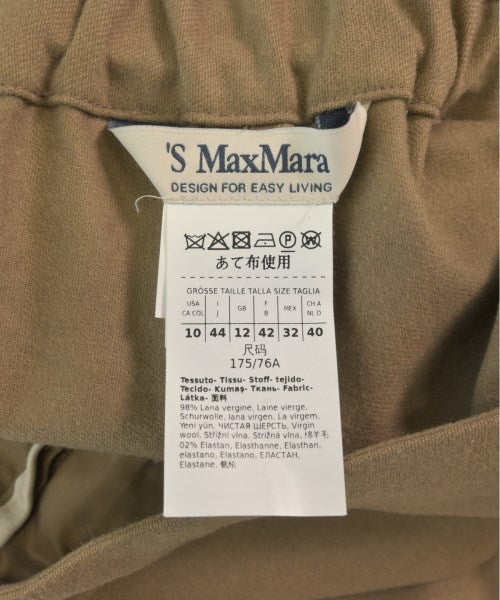 'S MaxMara
DESIGN FOR EASY LIVING
P
あて布使用
GRÖSSE TAILLE TALLA SIZE TAGLIA
USA CA COL I J GB F B MEX CH A NL D
10 44 12 42 32 40
尺码
175/76A
Tessuto- Tissu- Stoff- tejido-
Tecido- Kumaş- Ткань- Fabric-
Látka- 面料
98% Lana vergine, Laine vierge,
Schurwolle, lana virgen, La virgem,
Yeni yün, ЧИСТАЯ ШЕРСТЬ, Virgin
wool, Střižní vlna, Strižná vlna, 绵羊毛
02% Elastan, Elasthanne, Elasthan,
elastano, Elastano, ЕЛАСТАН,
Elastane. 氨纶